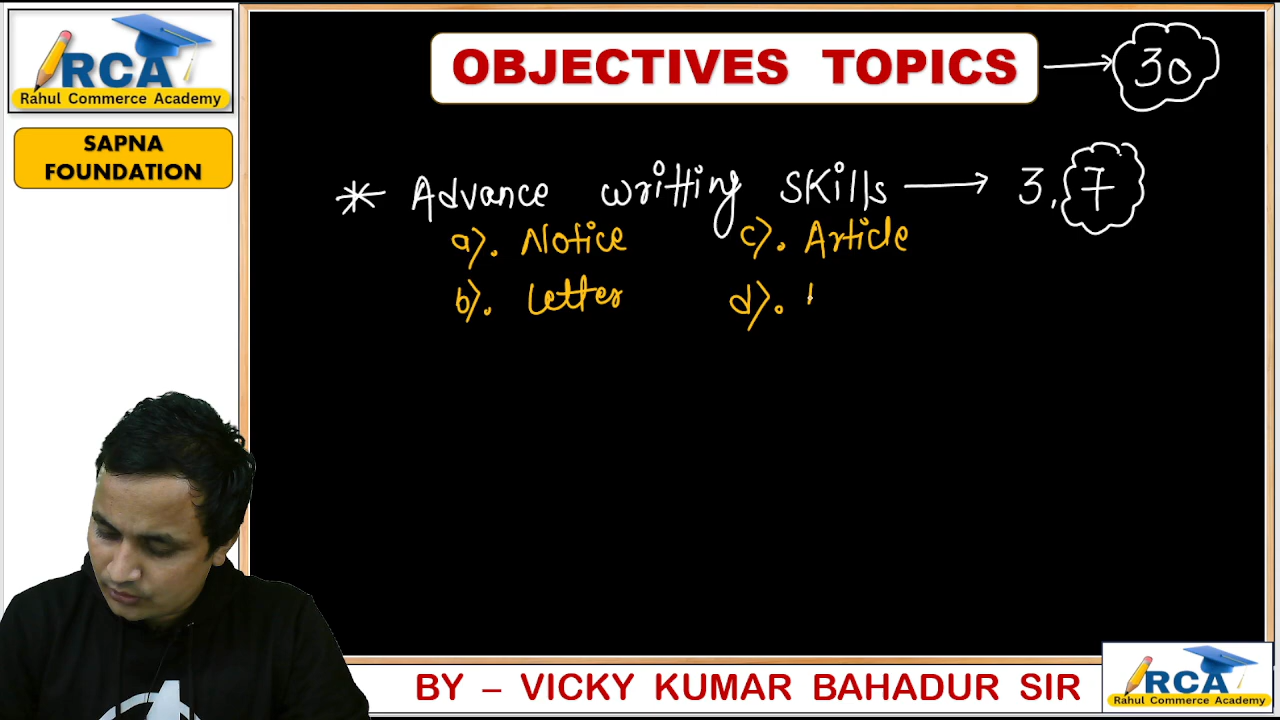 RCA
Rahul Commerce Academy
SAPNA
FOUNDATION
OBJECTIVES TOPICS → 30
* Advance writting skills → 3, 7
a). Notice c). Article
b). Letter d).
BY – VICKY KUMAR BAHADUR SIR
RCA
Rahul Commerce Academy